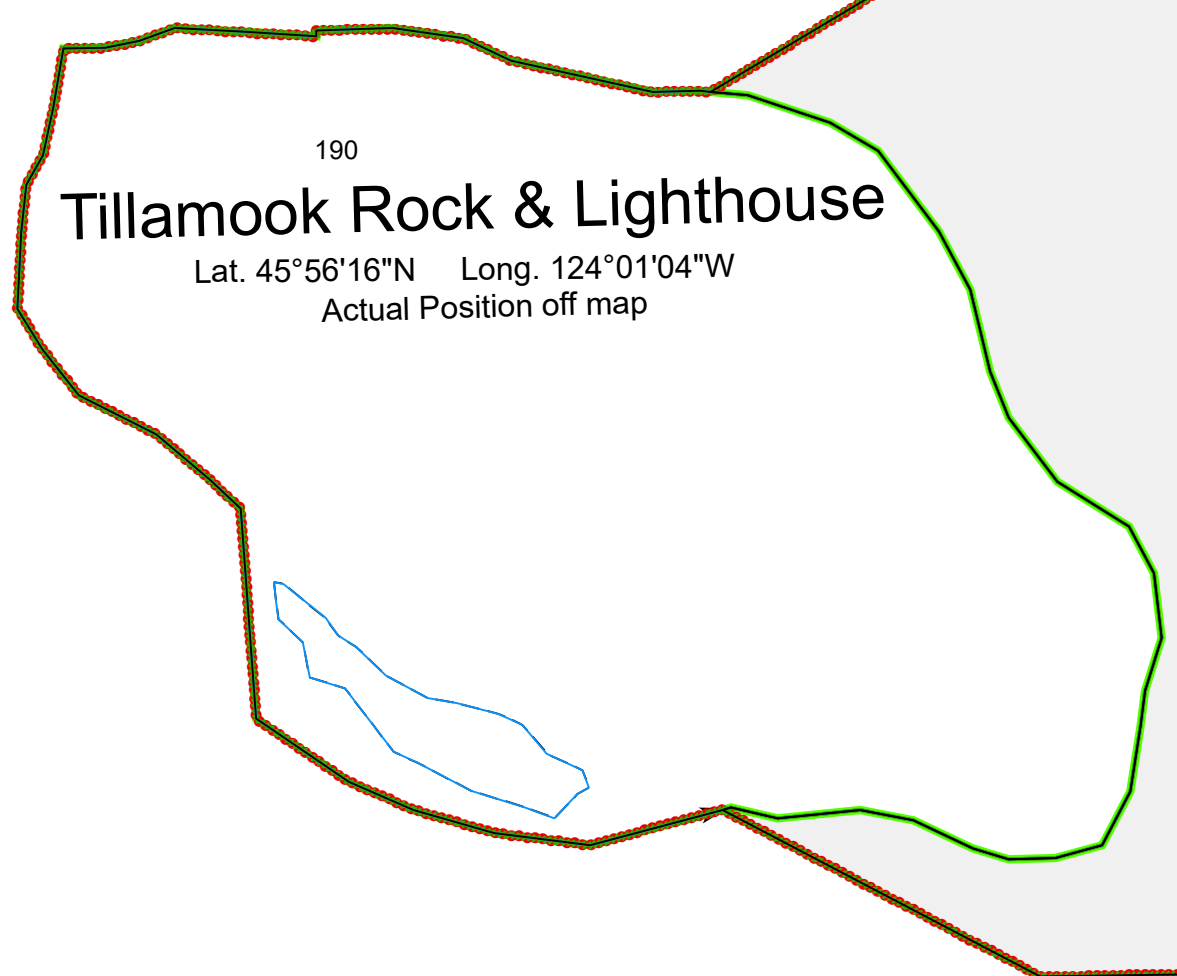 190
Tillamook Rock & Lighthouse
Lat. 45°56'16"N Long. 124°01'04"W
Actual Position off map